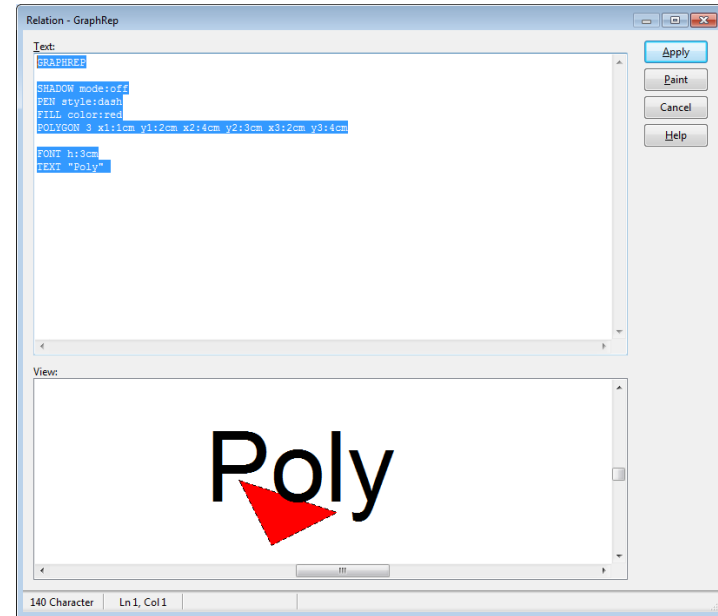 Relation - GraphRep
Text:
GRAPHREP
SHADOW mode:off
PEN style:dash
FILL color:red
POLYGON 3 x1:1cm y1:2cm x2:4cm y2:3cm x3:2cm y3:4cm
FONT h:3cm
TEXT "Poly"
Apply
Paint
Cancel
Help
View:
Poly
140 Character
Ln 1, Col 1